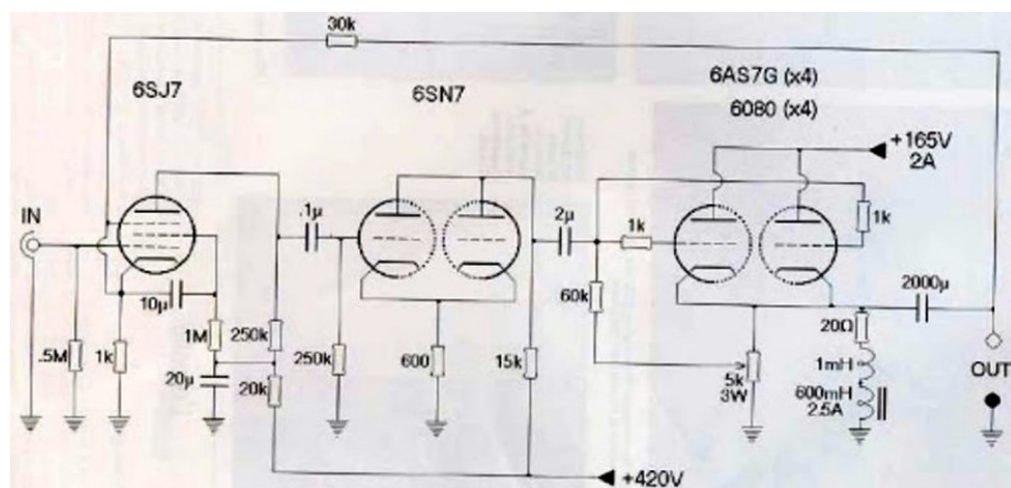 30k
6SJ7
6SN7
6AS7G (x4)
6080 (x4)
+165V
2A
IN
.1µ
2µ
1k
1k
10µ
60k
2000µ
.5M
1k
1M
250k
250k
600
15k
20Ω
1mH
600mH
2.5A
OUT
20µ
20k
5k
3W
+420V